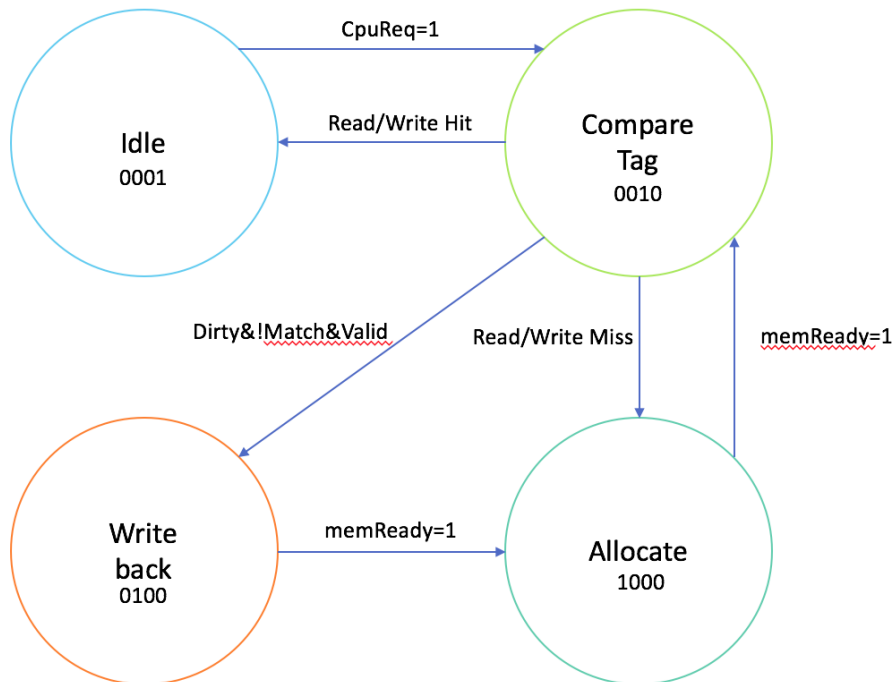 CpuReq=1
Idle
0001
Read/Write Hit
Compare
Tag
0010
Dirty&!Match&Valid
Read/Write Miss
memReady=1
Write
back
0100
memReady=1
Allocate
1000